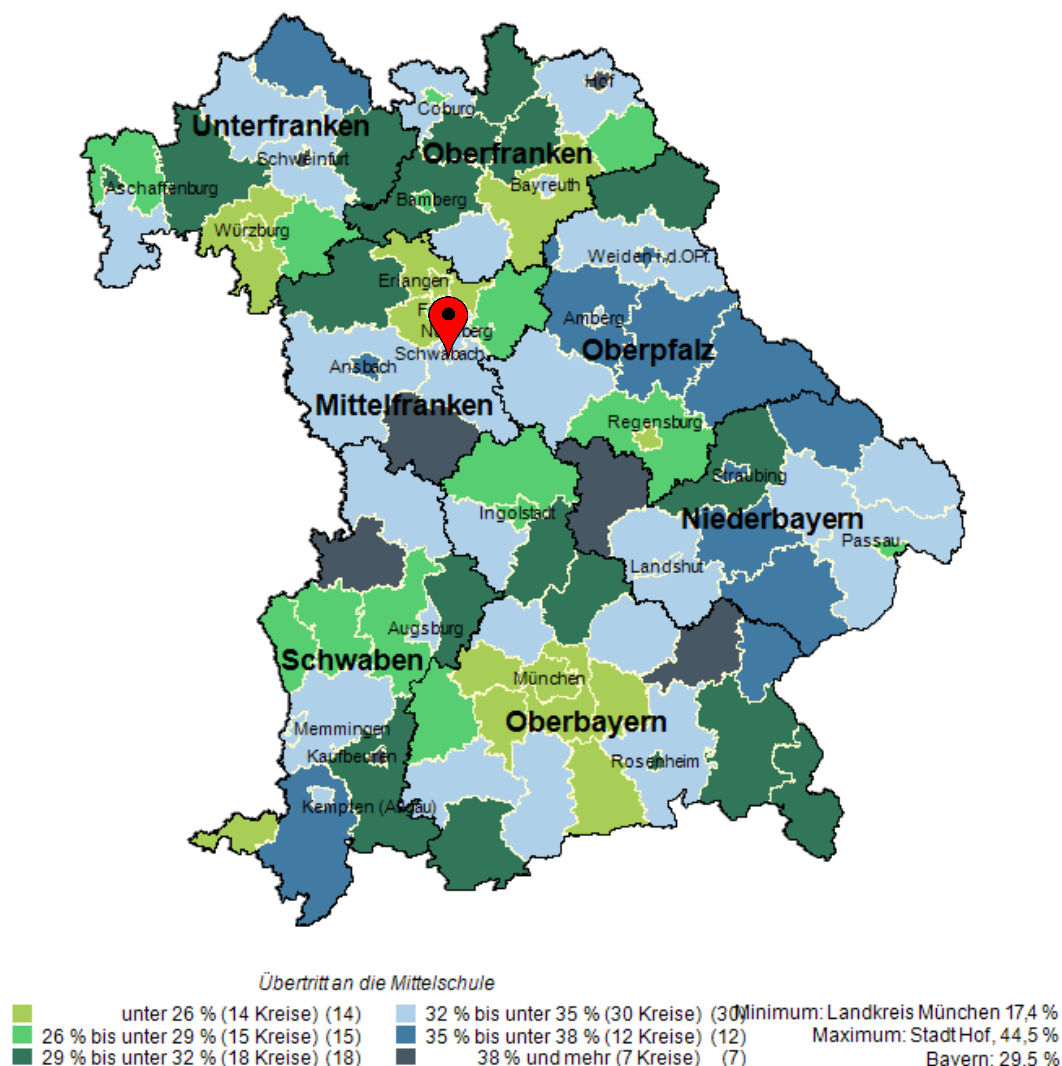 Hof
Coburg
Unterfranken
Oberfranken
Schweinfurt
Aschaffenburg
Bayreuth
Bamberg
Würzburg
Weiden i.d.OPf.
Erlangen
Amberg
Schwabach
Oberpfalz
Ansbach
Mittelfranken
Regensburg
Straubing
Ingolstadt
Niederbayern
Passau
Landshut
Augsburg
Schwaben
München
Oberbayern
Memmingen
Kaufbeuren
Rosenheim
Kempten (Allgäu)
Übertritt an die Mittelschule
unter 26 % (14 Kreise) (14)
26 % bis unter 29 % (15 Kreise) (15)
29 % bis unter 32 % (18 Kreise) (18)
32 % bis unter 35 % (30 Kreise) (30)
35 % bis unter 38 % (12 Kreise) (12)
38 % und mehr (7 Kreise) (7)
Minimum: Landkreis München 17,4 %
Maximum: Stadt Hof, 44,5 %
Bayern: 29,5 %